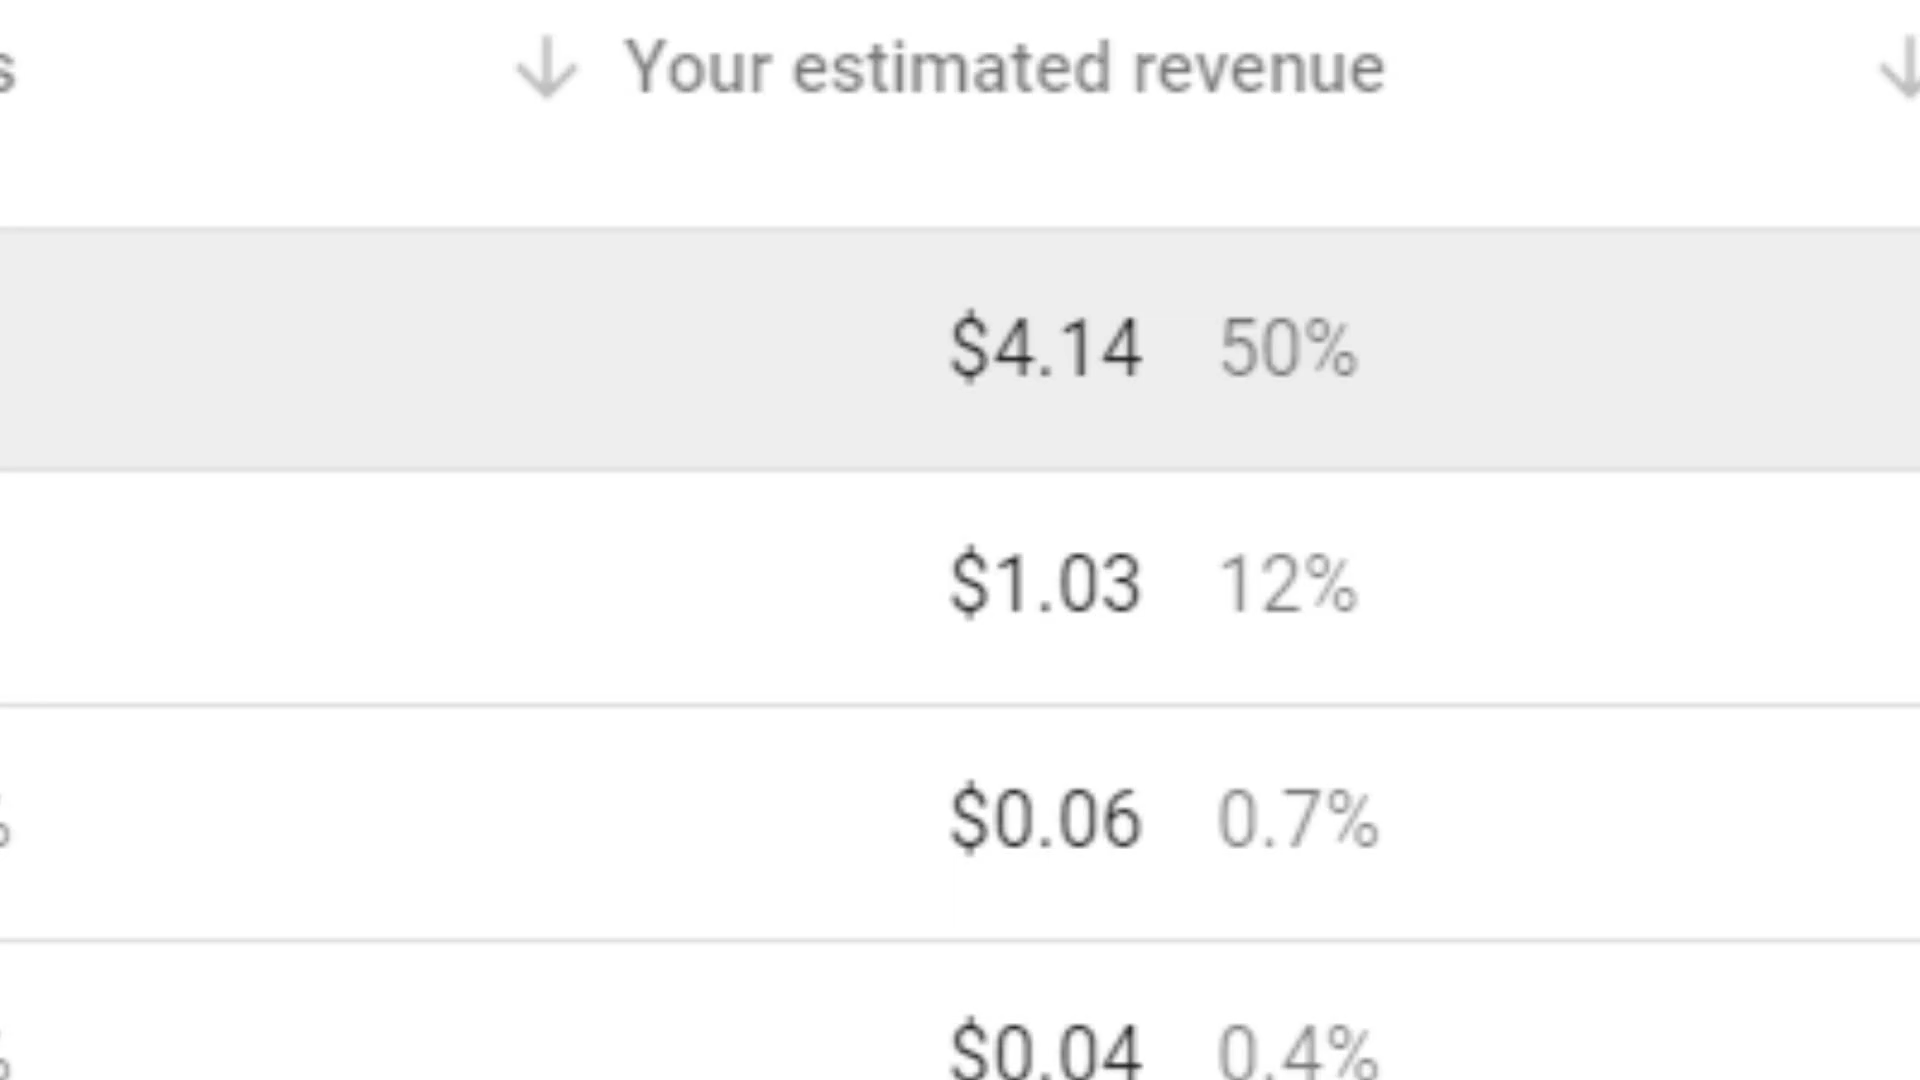 s Your estimated revenue
$4.14 50%
$1.03 12%
% $0.06 0.7%
% $0.04 0.4%